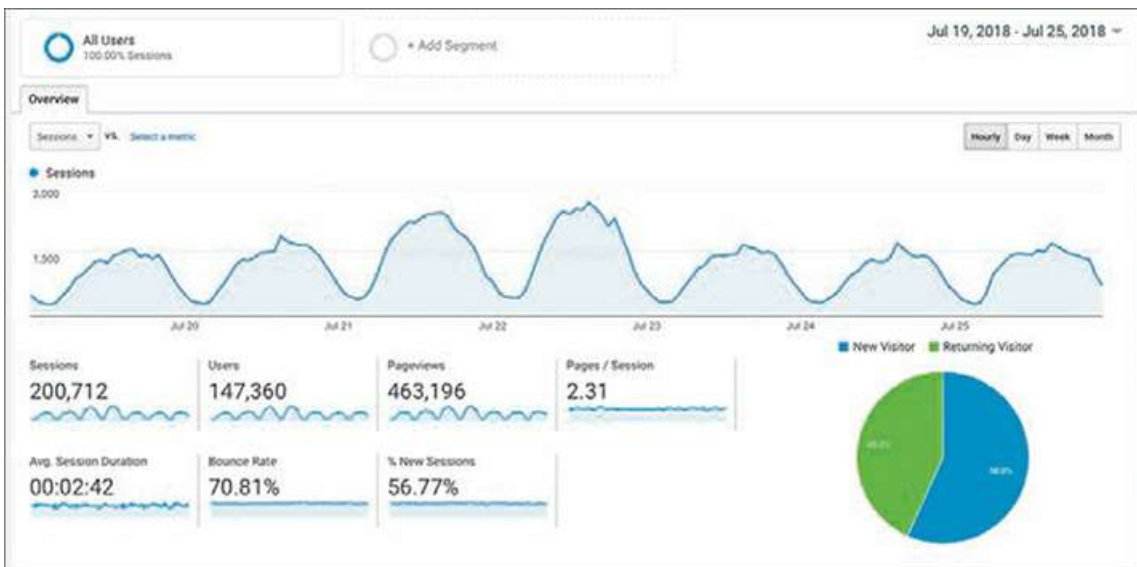 All Users
100.00% Sessions
+ Add Segment
Jul 19, 2018 - Jul 25, 2018
Overview
Sessions VS. Select a metric
Hourly Day Week Month
Sessions
1,500
Jul 20 Jul 21 Jul 22 Jul 23 Jul 24 Jul 25
New Visitor Returning Visitor
Sessions
200,712
Users
147,360
Pageviews
463,196
Pages / Session
2.31
Avg. Session Duration
00:02:42
Bounce Rate
70.81%
% New Sessions
56.77%